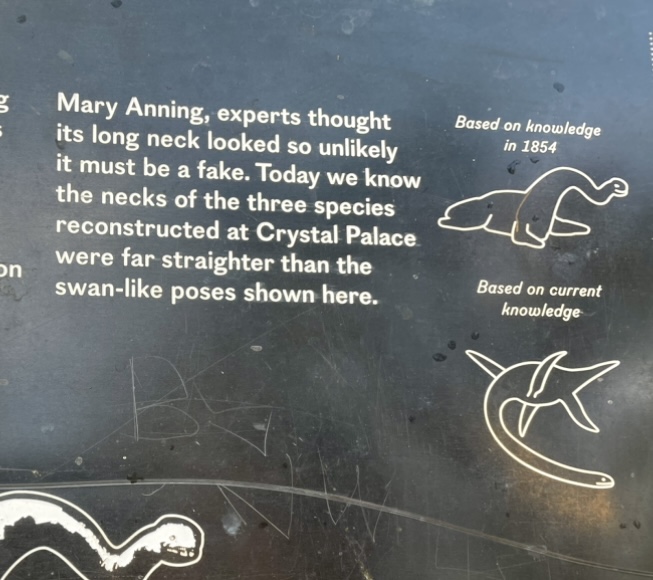 g
s
on
Mary Anning, experts thought
its long neck looked so unlikely
it must be a fake. Today we know
the necks of the three species
reconstructed at Crystal Palace
were far straighter than the
swan-like poses shown here.
Based on knowledge
in 1854
Based on current
knowledge